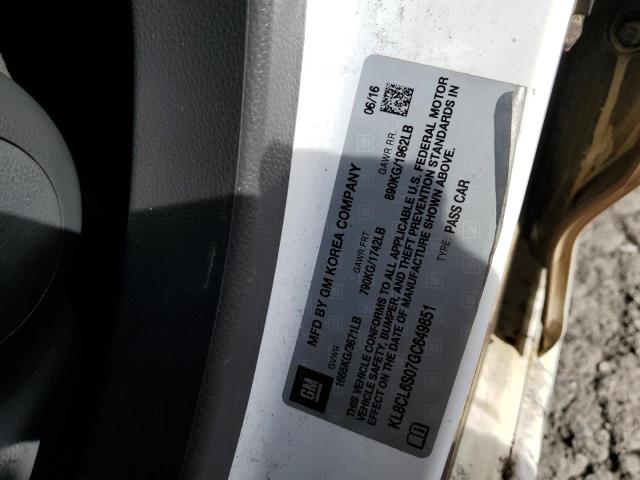 MFD BY GM KOREA COMPANY
06/16
GVWR
GAWR FRT.
GAWR RR.
1665KG/3671LB
790KG/1742LB
890KG/1962LB
THIS VEHICLE CONFORMS TO ALL APPLICABLE U.S. FEDERAL MOTOR
VEHICLE SAFETY, BUMPER, AND THEFT PREVENTION STANDARDS IN
EFFECT ON THE DATE OF MANUFACTURE SHOWN ABOVE.
KL8CL6S07GC649851
TYPE: PASS CAR
GM